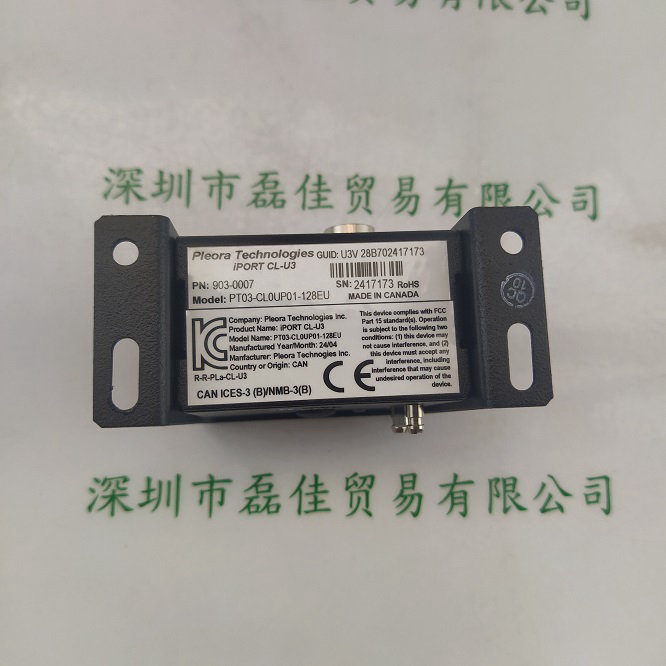 深圳市磊佳贸易有限公司
深圳市磊佳贸易有限公司
Pleora Technologies GUID: U3V 28B702417173
iPORT CL-U3
PN: 903-0007 SN: 2417173 RoHS
Model: PT03-CL0UP01-128EU MADE IN CANADA
Company: Pleora Technologies Inc.
Product Name: iPORT CL-U3
Model Name: PT03-CL0UP01-128EU
Manufactured Year/Month: 24/04
Manfacturer: Pleora Technologies Inc.
Country or Origin: CAN
R-R-PLa-CL-U3
CAN ICES-3 (B)/NMB-3(B)
This device complies with FCC
Part 15 standard(s). Operation
is subject to the following two
conditions: (1) this device may
not cause interference, and (2)
this device must accept any
interference, including
interference that may cause
undesired operation of the
device.
CE
QC
10
深圳市磊佳贸易有限公司